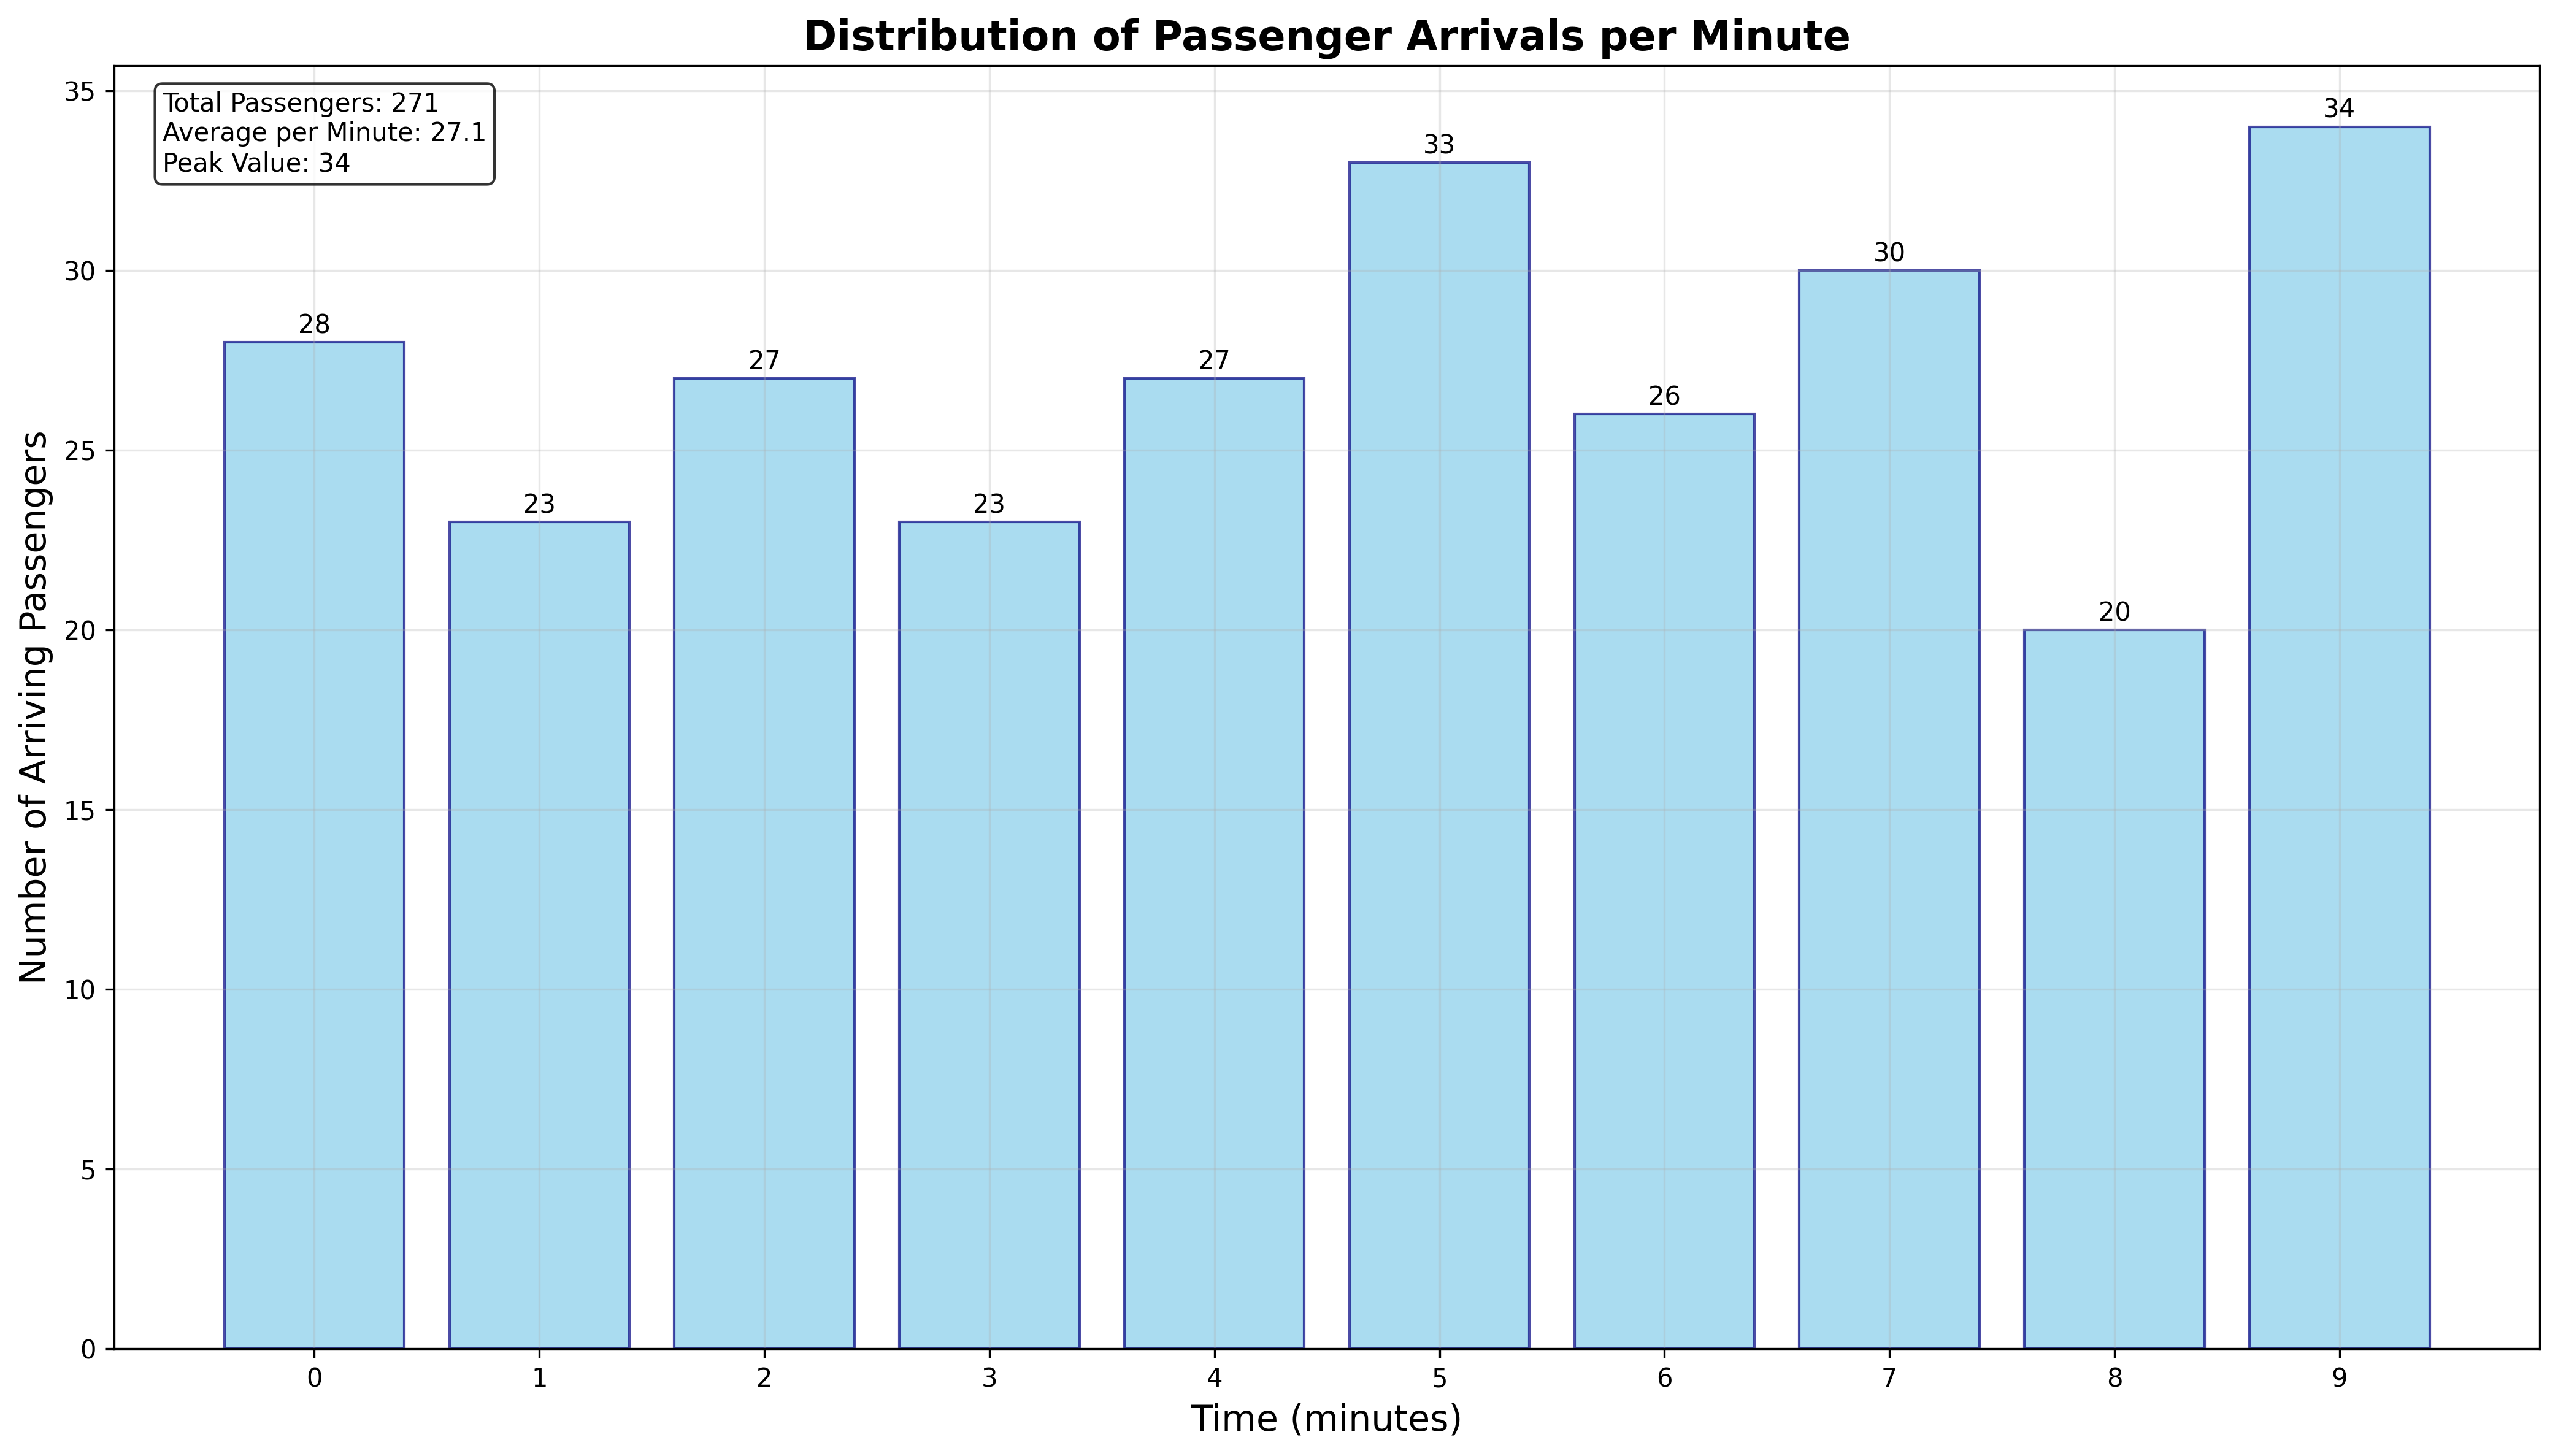 Distribution of Passenger Arrivals per Minute
Total Passengers: 271
Average per Minute: 27.1
Peak Value: 34
Number of Arriving Passengers
35
30
25
20
15
10
5
0
28
23
27
23
27
33
26
30
20
34
0 1 2 3 4 5 6 7 8 9
Time (minutes)